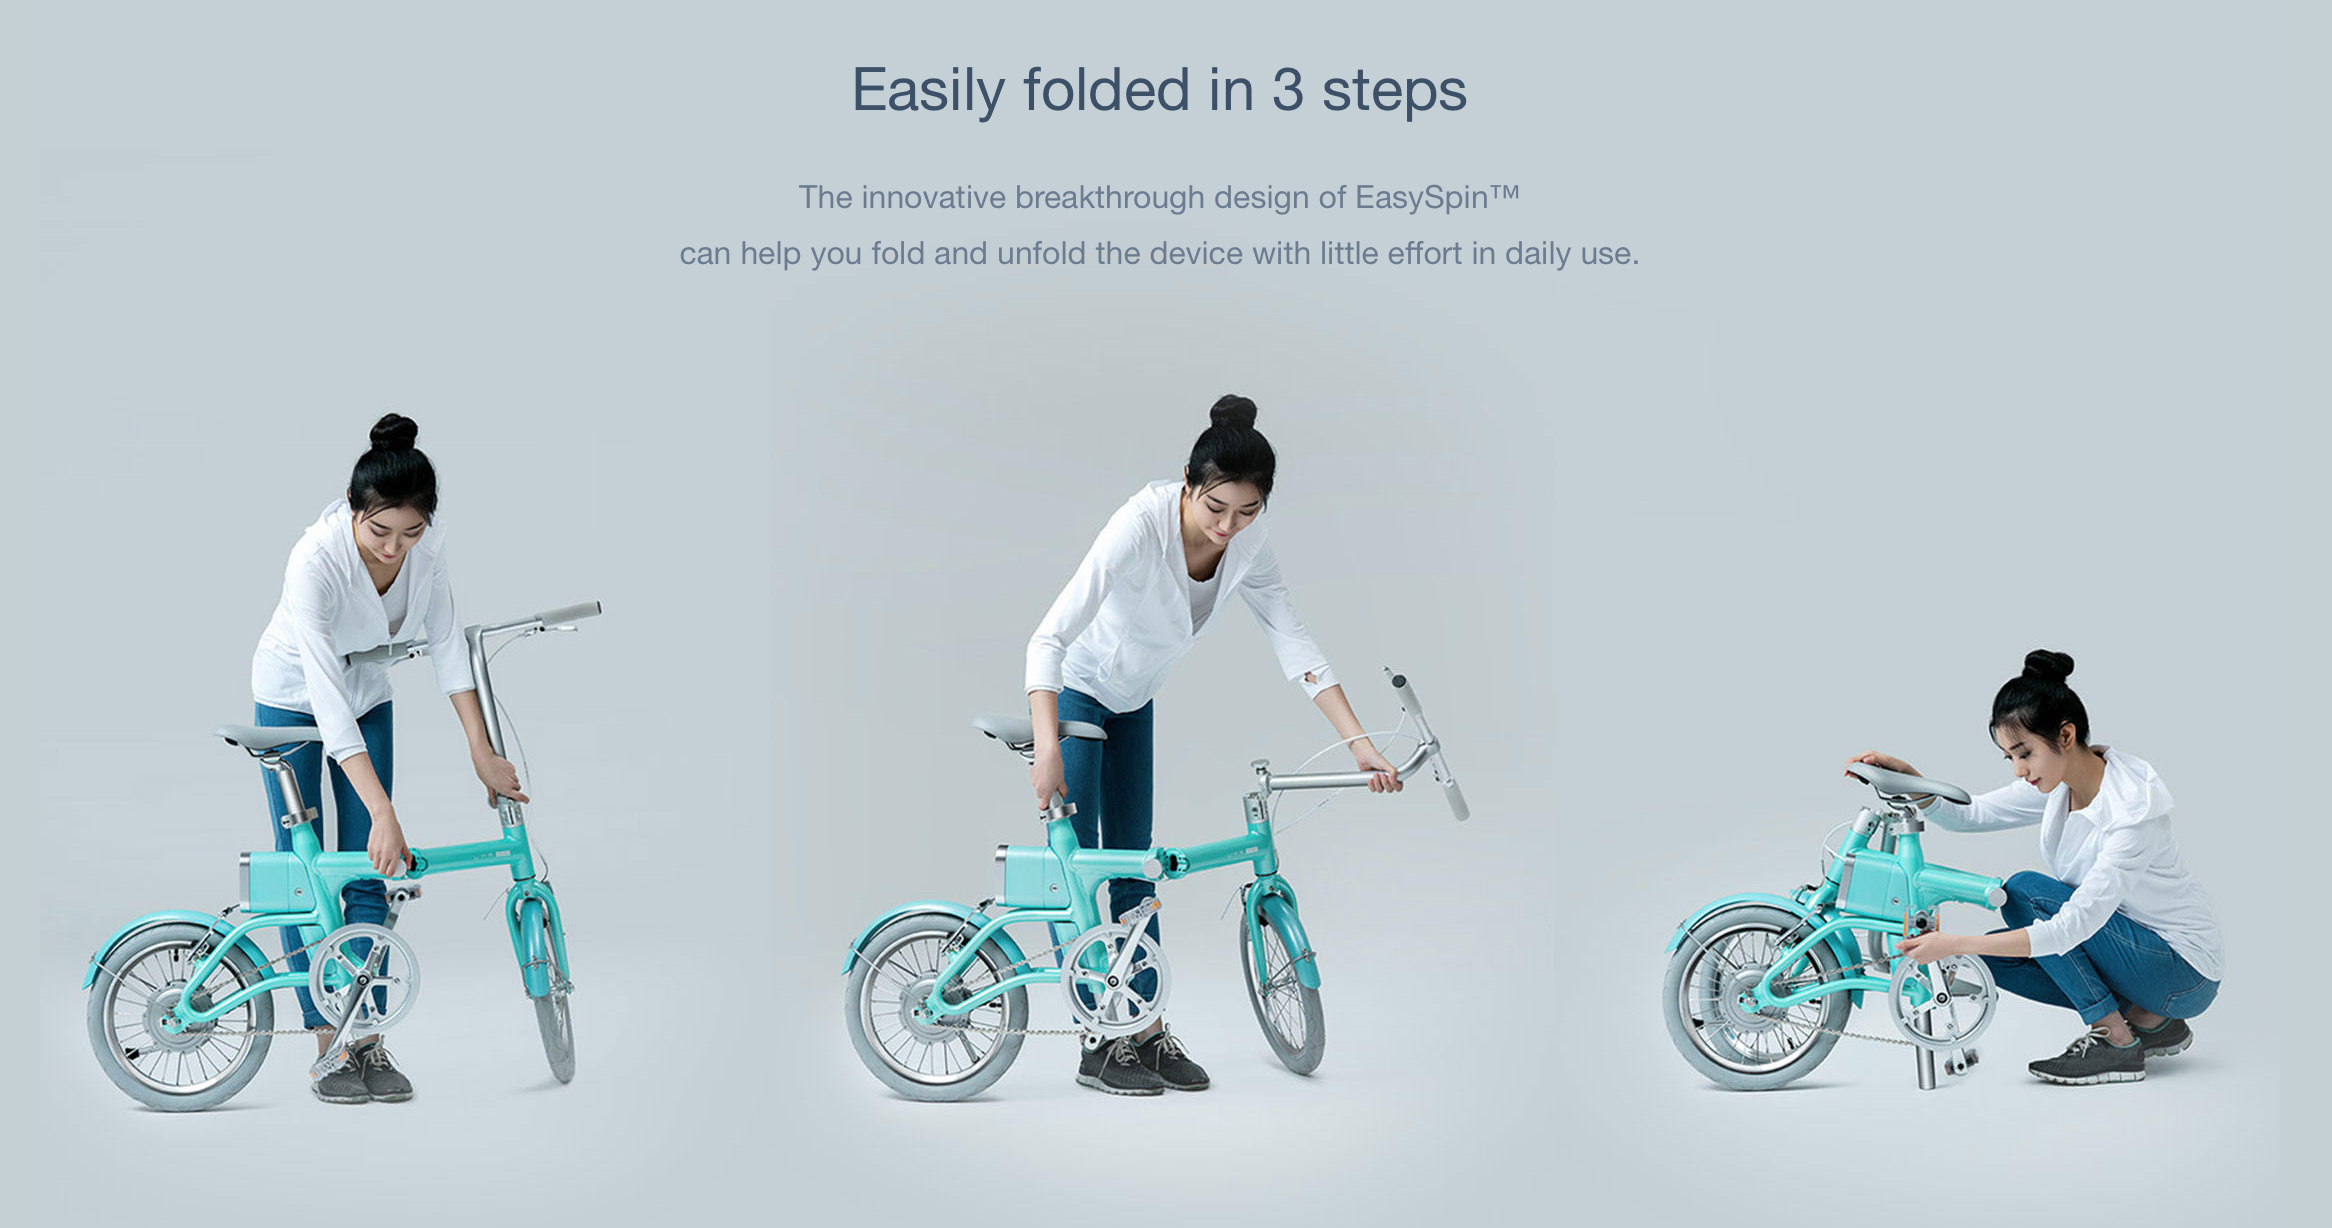 Easily folded in 3 steps
The innovative breakthrough design of EasySpin™
can help you fold and unfold the device with little effort in daily use.